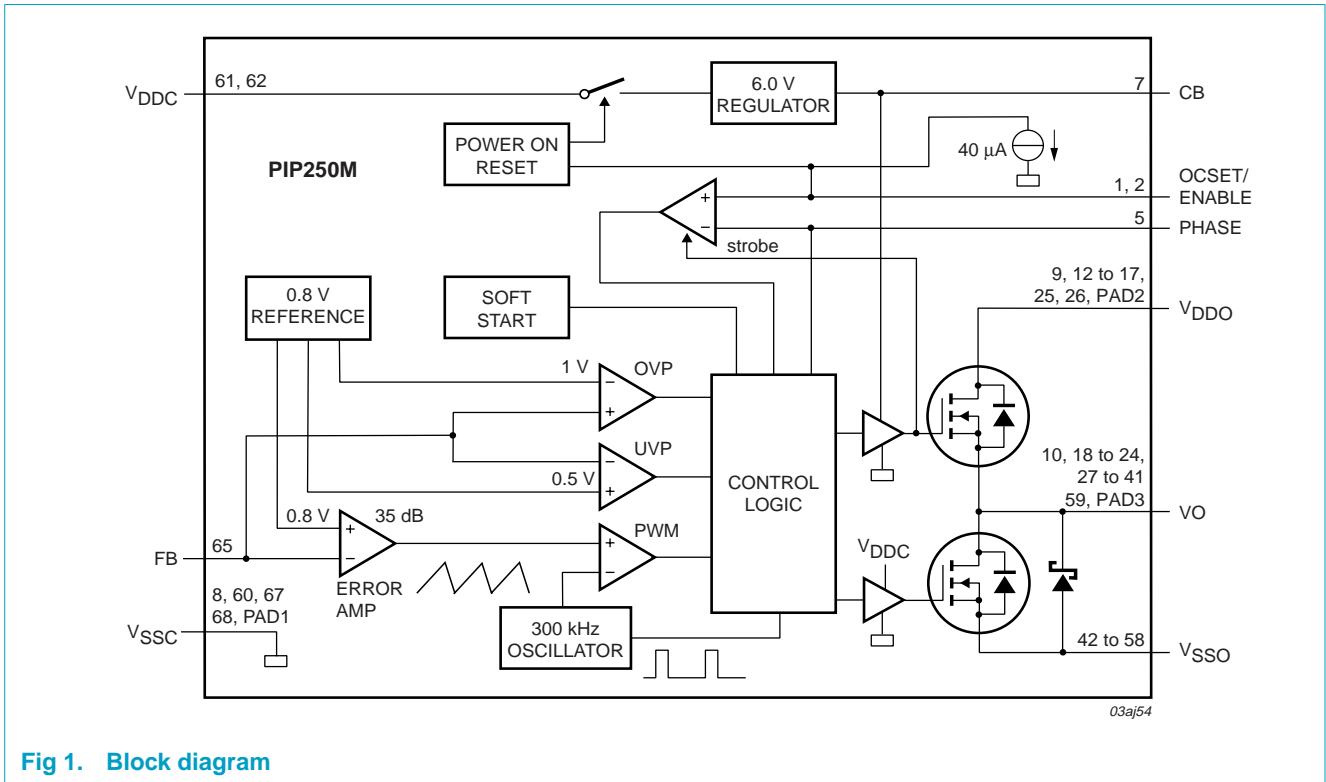 61, 62
VDDC
6.0 V
REGULATOR
7
CB
POWER ON
RESET
PIP250M
40 μA
OCSET/
ENABLE
1, 2
+
−
5
PHASE
strobe
9, 12 to 17,
25, 26, PAD2
VDDO
0.8 V
REFERENCE
SOFT
START
1 V
OVP
−
+
UVP
−
0.5 V
+
CONTROL
LOGIC
10, 18 to 24,
27 to 41
59, PAD3
VO
0.8 V
+
35 dB
PWM
+
−
VDDC
FB
65
−
ERROR
AMP
8, 60, 67
68, PAD1
VSSC
300 kHz
OSCILLATOR
42 to 58
VSSO
03aj54
Fig 1. Block diagram